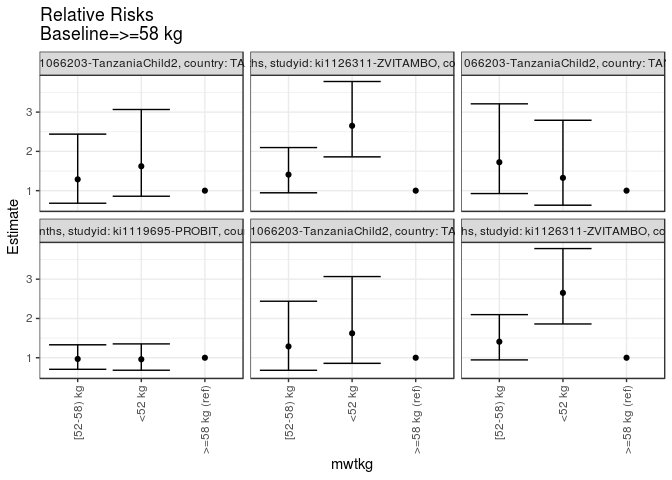 Relative Risks
Baseline=>=58 kg
1066203-TanzaniaChild2, country: TA
hs, studyid: ki1126311-ZVITAMBO, co
066203-TanzaniaChild2, country: TAN
3
2
1
nths, studyid: ki1119695-PROBIT, cou
1066203-TanzaniaChild2, country: TA
hs, studyid: ki1126311-ZVITAMBO, co
3
2
1
Estimate
[52-58) kg
<52 kg
>=58 kg (ref)
[52-58) kg
<52 kg
>=58 kg (ref)
[52-58) kg
<52 kg
>=58 kg (ref)
mwtkg